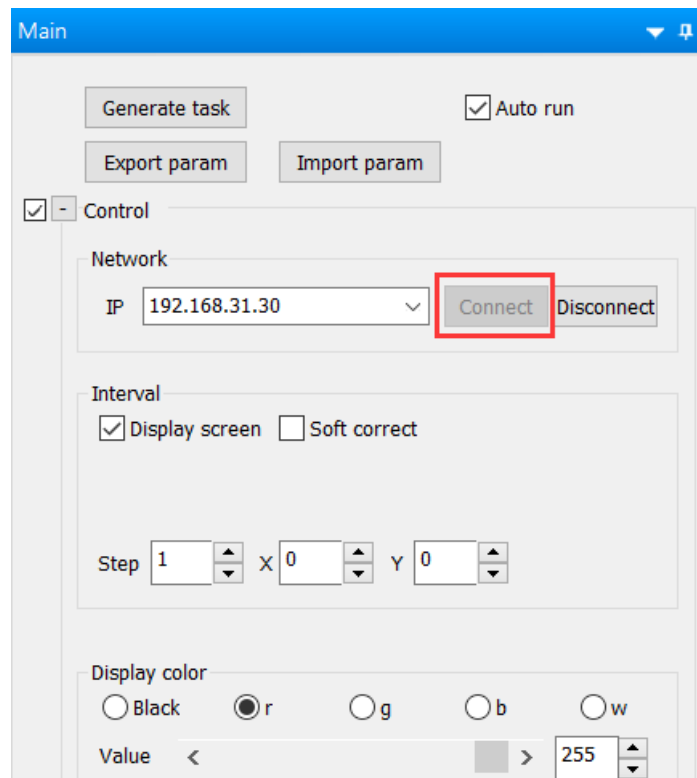 Main
Generate task Auto run
Export param Import param
- Control
Network
IP 192.168.31.30 Connect Disconnect
Interval
Display screen Soft correct
Step 1 X 0 Y 0
Display color
Black r g b w
Value < > 255